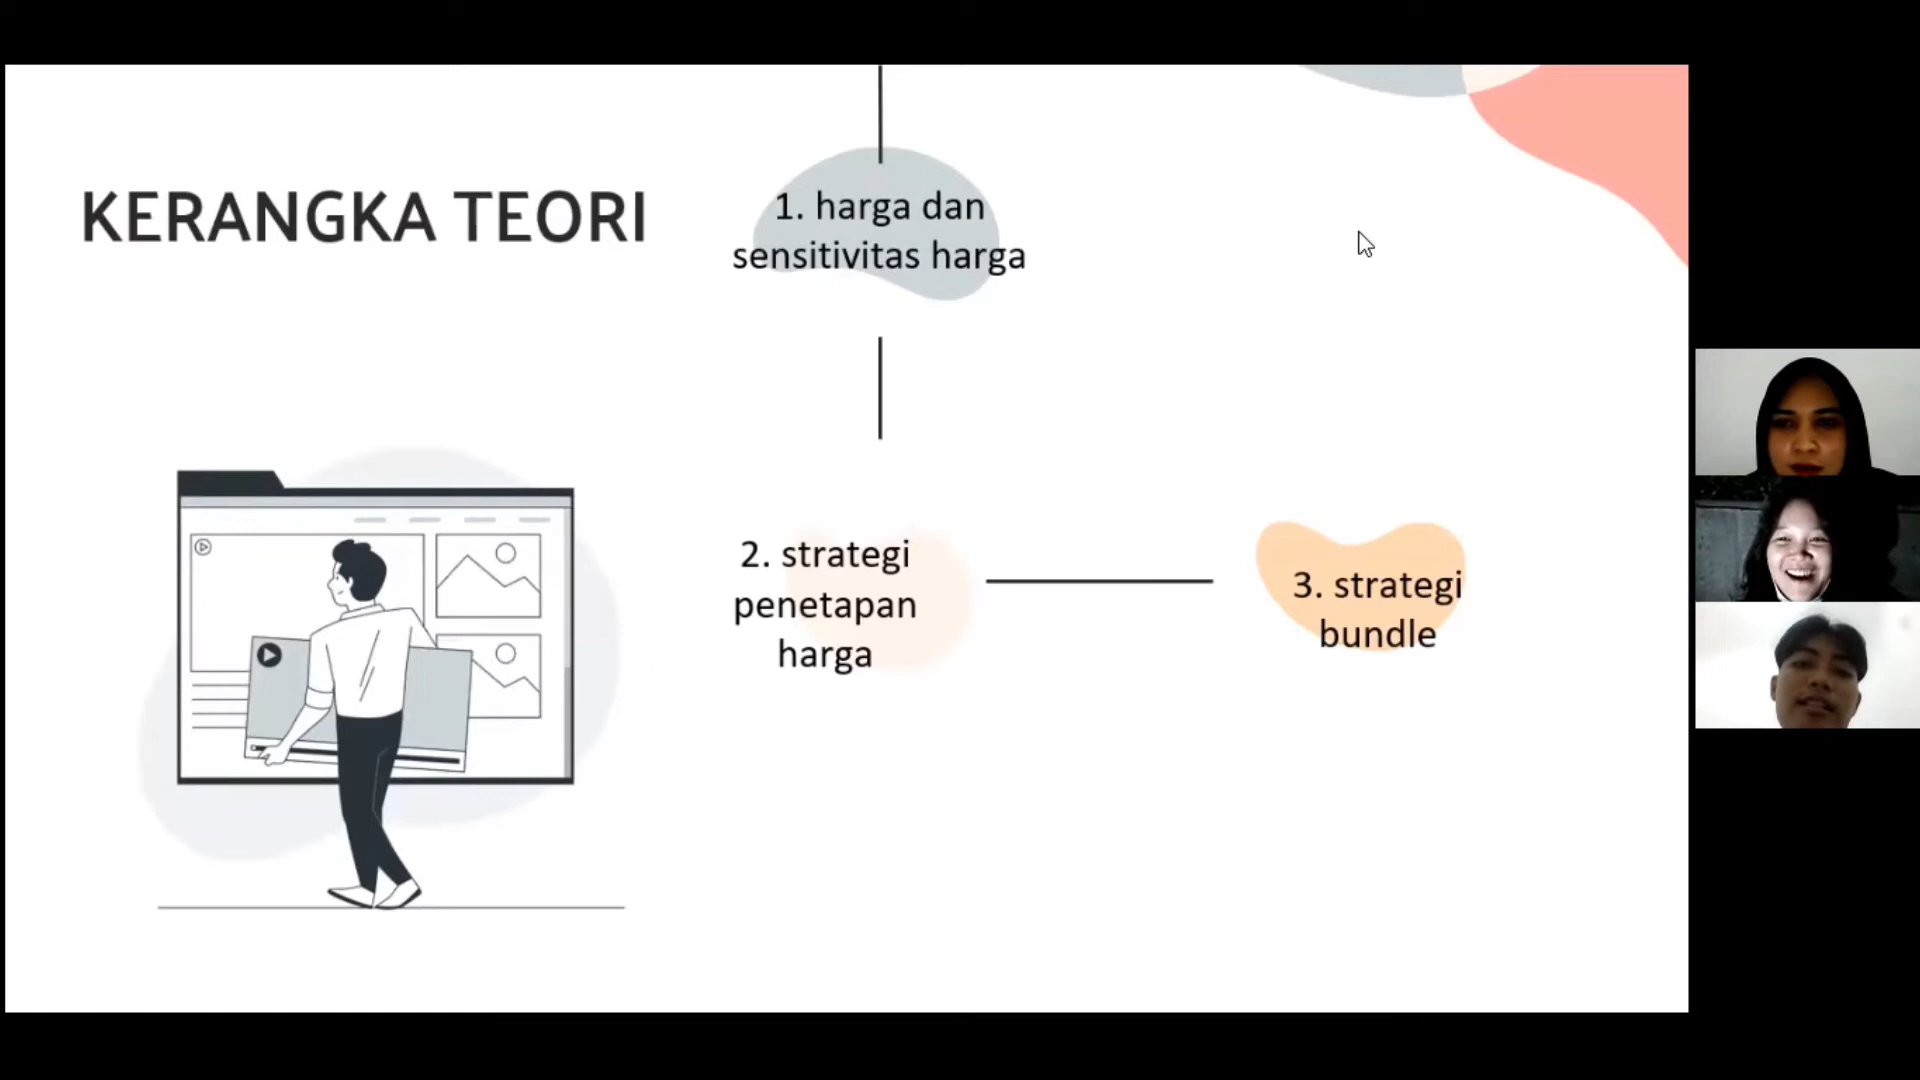 KERANGKA TEORI
1. harga dan
sensitivitas harga
2. strategi
penetapan
harga
3. strategi
bundle